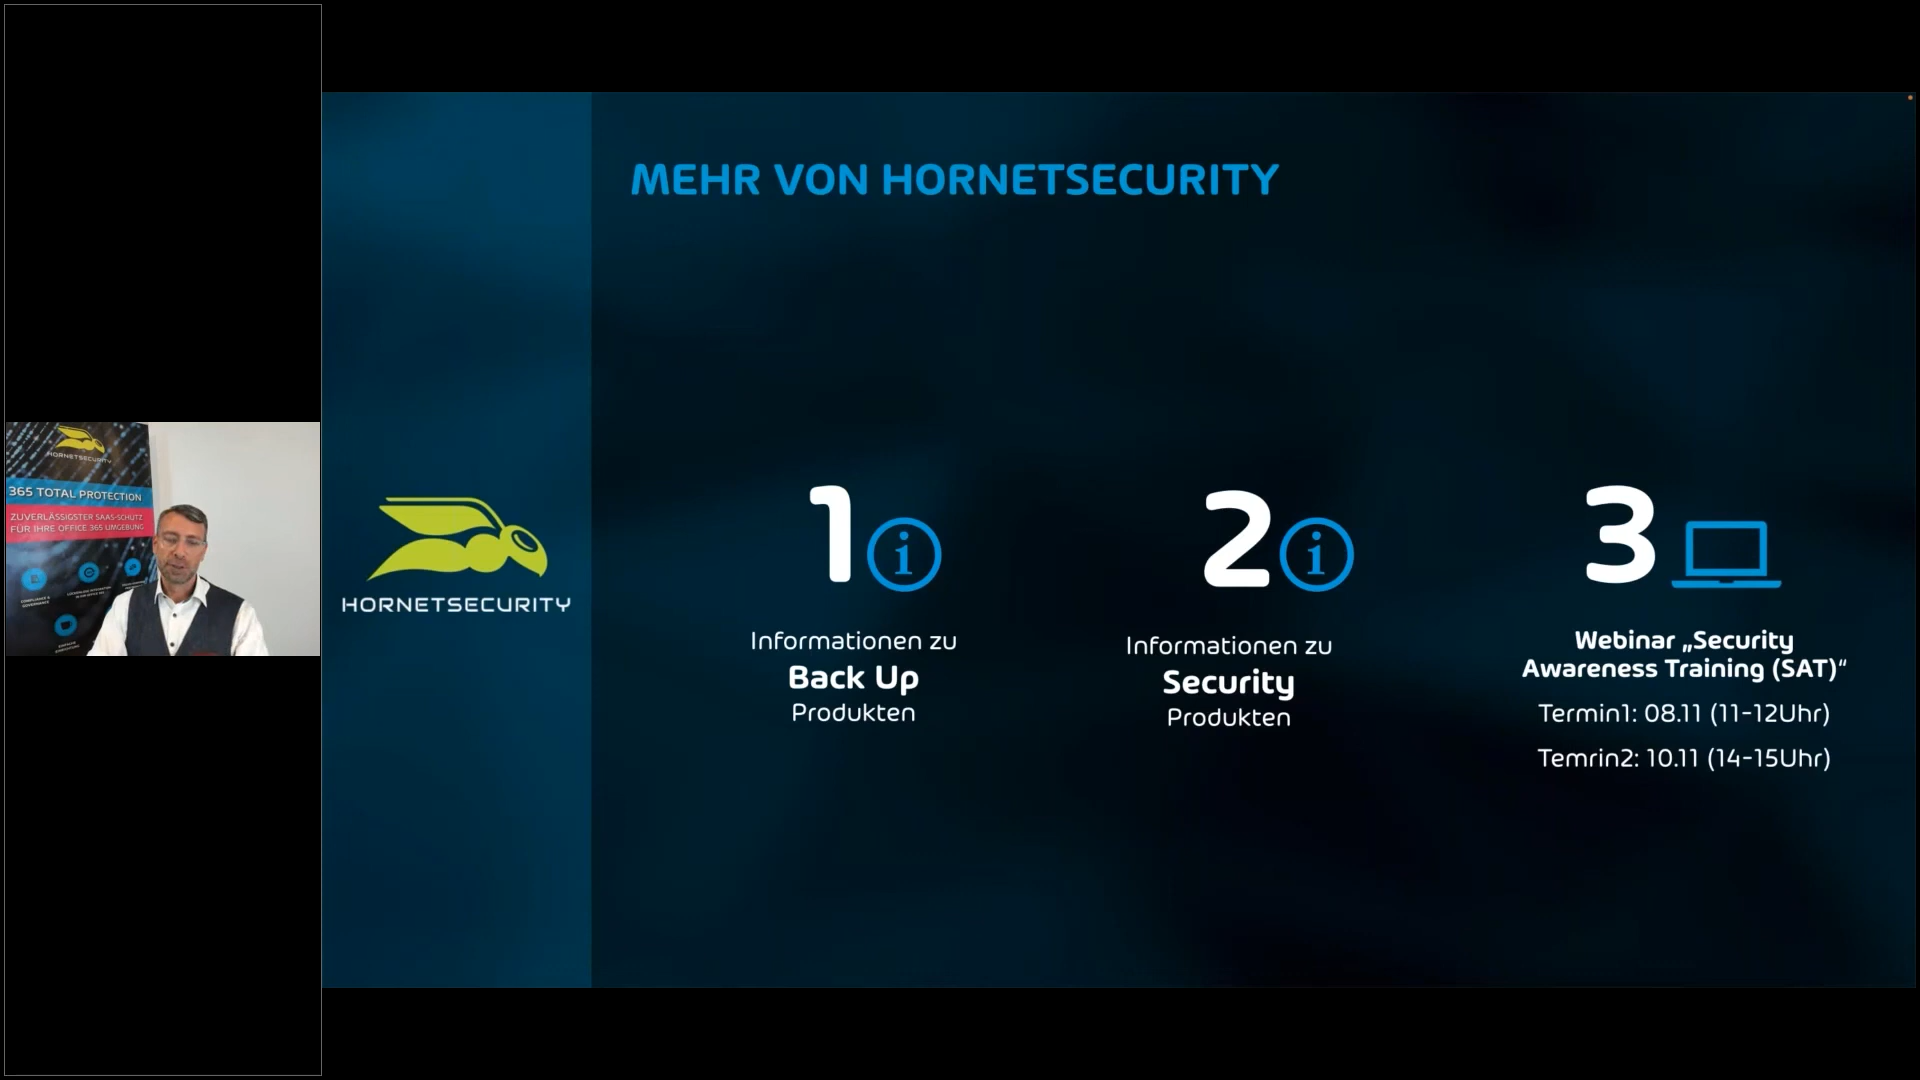 HORNETSECURITY
365 TOTAL PROTECTION
ZUVERLÄSSIGSTER SAAS-SCHUTZ
FÜR IHRE OFFICE 365 UMGEBUNG
COMPLIANCE &
GOVERNANCE
HORNETSECURITY
MEHR VON HORNETSECURITY
1
Informationen zu
Back Up
Produkten
2
Informationen zu
Security
Produkten
3
Webinar „Security
Awareness Training (SAT)“
Termin1: 08.11 (11-12Uhr)
Temrin2: 10.11 (14-15Uhr)